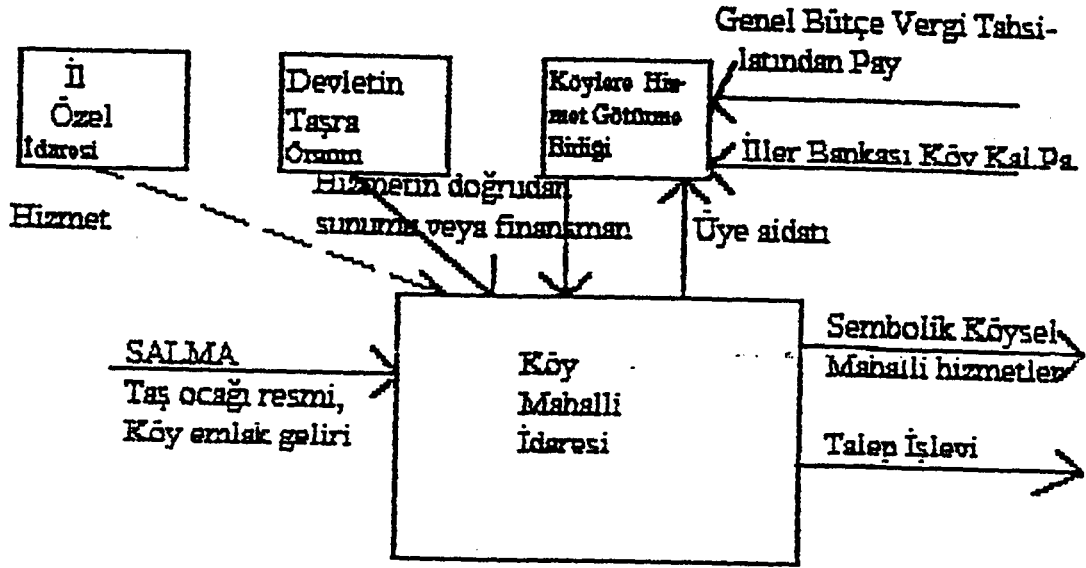 Genel Bütçe Vergi Tahsi-
latından Pay
İl
Özel
İdaresi
Devletin
Taşra
Köylere Hiz-
met Götürme
Birliği
İller Bankası Köy Kal.Pa.
Hizmet
Hizmetin doğrudan
sunumu veya finansman
Üye aidatı
SALMA
Taş ocağı resmi,
Köy emlak geliri
Köy
Mahalli
İdaresi
Sembolik Köysel
Mahalli hizmetler
Talep İşlevi